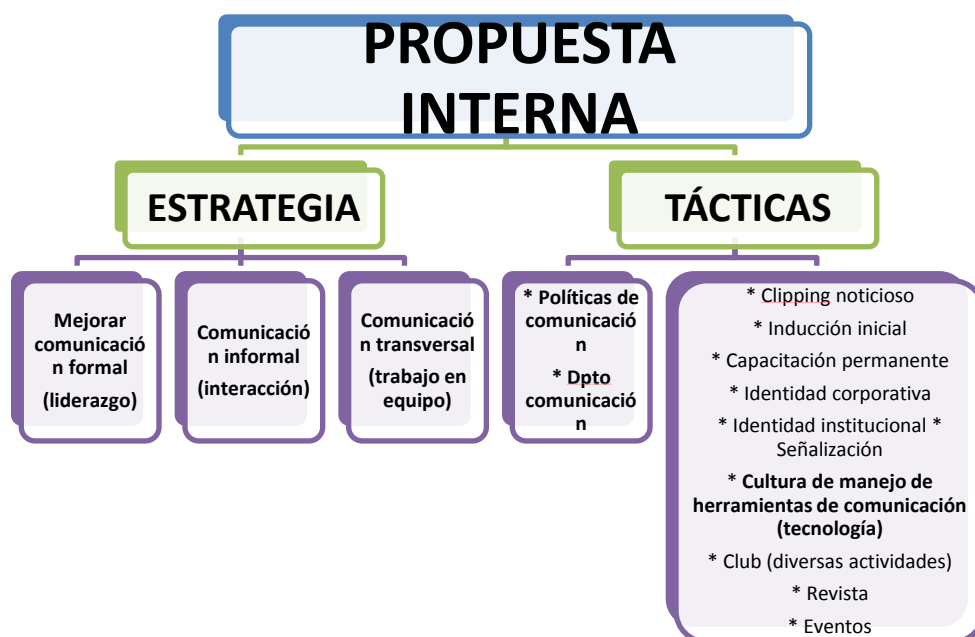 PROPUESTA
INTERNA
ESTRATEGIA
TÁCTICAS
Mejorar
comunicació
n formal
(liderazgo)
Comunicació
n informal
(interacción)
Comunicació
n transversal
(trabajo en
equipo)
* Políticas de
comunicació
n
* Dpto
comunicació
n
* Clipping noticioso
* Inducción inicial
* Capacitación permanente
* Identidad corporativa
* Identidad institucional *
Señalización
* Cultura de manejo de
herramientas de comunicación
(tecnología)
* Club (diversas actividades)
* Revista
* Eventos